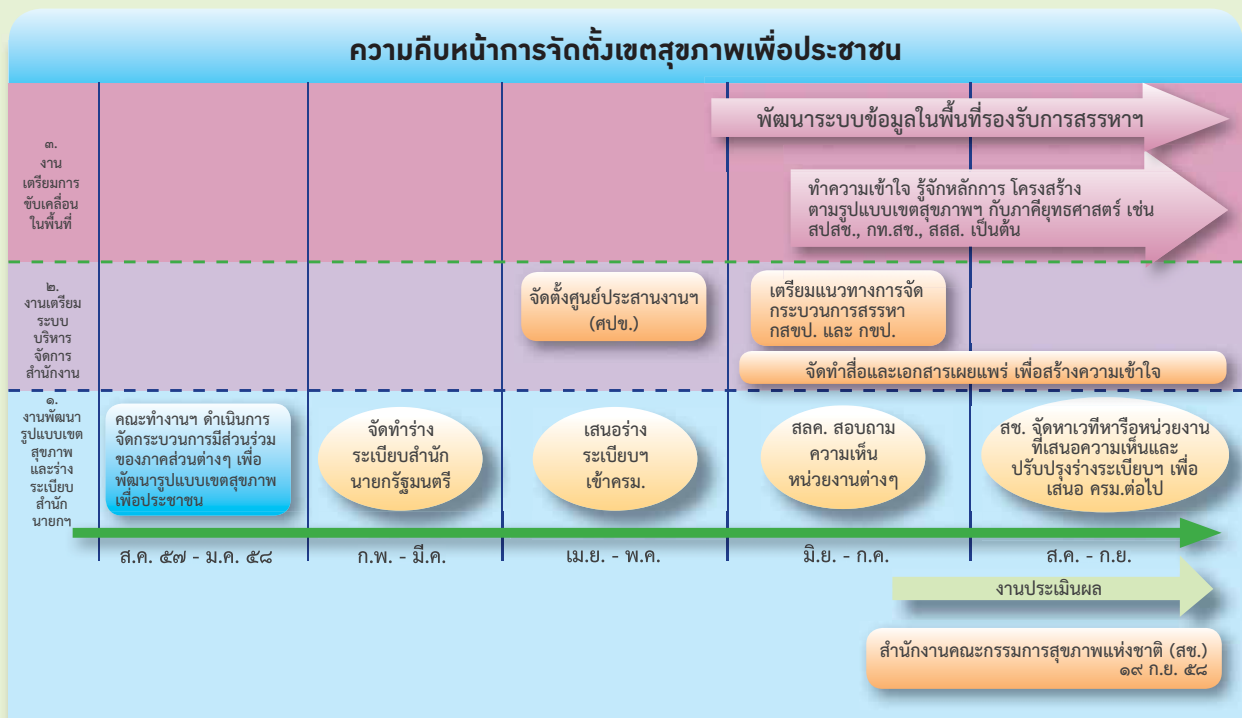 ความคืบหน้าการจัดตั้งเขตสุขภาพเพื่อประชาชน
๓.
งาน
เตรียมการ
ขับเคลื่อน
ในพื้นที่
พัฒนาระบบข้อมูลในพื้นที่รองรับการสรรหาฯ
ทำความเข้าใจ รู้จักหลักการ โครงสร้าง
ตามรูปแบบเขตสุขภาพฯ กับภาคียุทธศาสตร์ เช่น
สปสช., กท.สช., สสส. เป็นต้น
๒.
งานเตรียม
ระบบ
บริหาร
จัดการ
สำนักงาน
จัดตั้งศูนย์ประสานงานฯ
(ศปข.)
เตรียมแนวทางการจัด
กระบวนการสรรหา
กสขป. และ กขป.
จัดทำสื่อและเอกสารเผยแพร่ เพื่อสร้างความเข้าใจ
๑.
งานพัฒนา
รูปแบบเขต
สุขภาพ
และร่าง
ระเบียบ
สำนัก
นายกฯ
คณะทำงานฯ ดำเนินการ
จัดกระบวนการมีส่วนร่วม
ของภาคส่วนต่างๆ เพื่อ
พัฒนารูปแบบเขตสุขภาพ
เพื่อประชาชน
จัดทำร่าง
ระเบียบสำนัก
นายกรัฐมนตรี
เสนอร่าง
ระเบียบฯ
เข้าครม.
สลค. สอบถาม
ความเห็น
หน่วยงานต่างๆ
สช. จัดหาเวทีหารือหน่วยงาน
ที่เสนอความเห็นและ
ปรับปรุงร่างระเบียบฯ เพื่อ
เสนอ ครม.ต่อไป
ส.ค. ๕๗ - ม.ค. ๕๘
ก.พ. - มี.ค.
เม.ย. - พ.ค.
มิ.ย. - ก.ค.
ส.ค. - ก.ย.
งานประเมินผล
สำนักงานคณะกรรมการสุขภาพแห่งชาติ (สช.)
๑๙ ก.ย. ๕๘